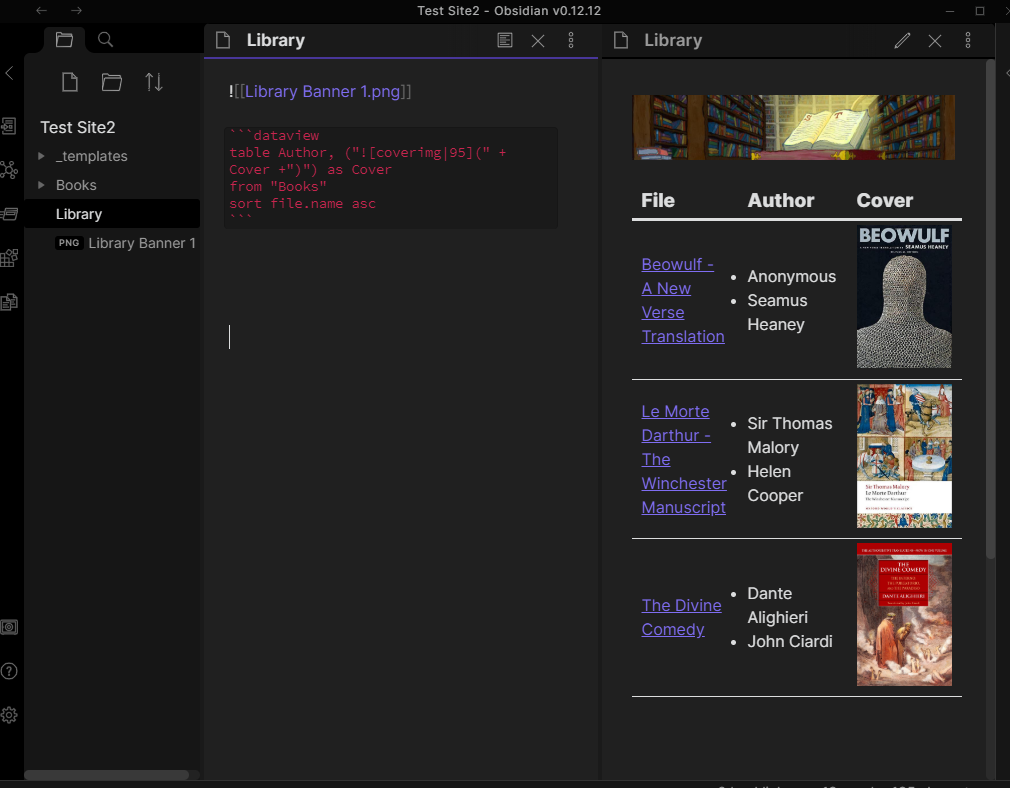 Test Site2 - Obsidian v0.12.12
Test Site2
_templates
Books
Library
PNG Library Banner 1
Library
![[Library Banner 1.png]]
```dataview
table Author, ("![coverimg|95](" +
Cover +")") as Cover
from "Books"
sort file.name asc
```
Library
File Author Cover
Beowulf -
A New
Verse
Translation
Anonymous
Seamus
Heaney
BEOWULF
SEAMUS HEANEY
Le Morte
Darthur -
The
Winchester
Manuscript
Sir Thomas
Malory
Helen
Cooper
Sir Thomas Malory
Le Morte Darthur
The Divine
Comedy
Dante
Alighieri
John Ciardi
THE
DIVINE COMEDY
DANTE ALIGHIERI